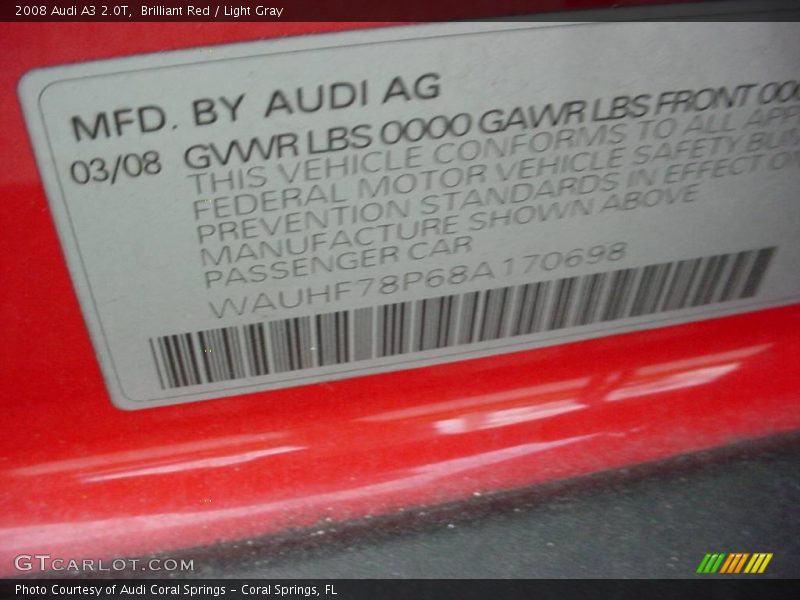 2008 Audi A3 2.0T, Brilliant Red / Light Gray
MFD. BY AUDI AG
03/08 GVWR LBS 0000 GAWR LBS FRONT
THIS VEHICLE CONFORMS TO ALL
FEDERAL MOTOR VEHICLE SAFETY
PREVENTION STANDARDS IN EFFECT
MANUFACTURE SHOWN ABOVE
PASSENGER CAR
WAUHF78P68A170698
GTCARLOT.COM
Photo Courtesy of Audi Coral Springs - Coral Springs, FL